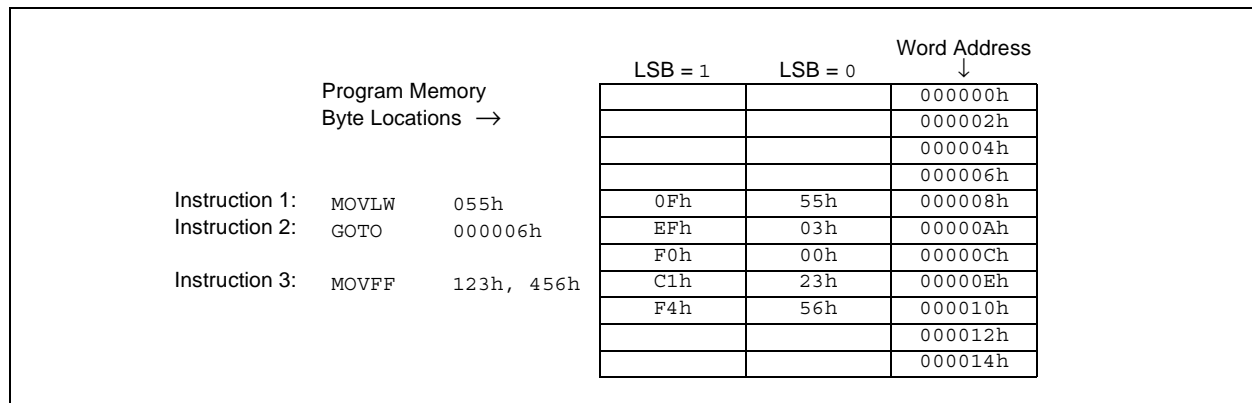 Word Address
LSB = 1 LSB = 0 ↓
Program Memory 000000h
Byte Locations → 000002h
000004h
000006h
Instruction 1: MOVLW 055h 0Fh 55h 000008h
Instruction 2: GOTO 000006h EFh 03h 00000Ah
F0h 00h 00000Ch
Instruction 3: MOVFF 123h, 456h C1h 23h 00000Eh
F4h 56h 000010h
000012h
000014h